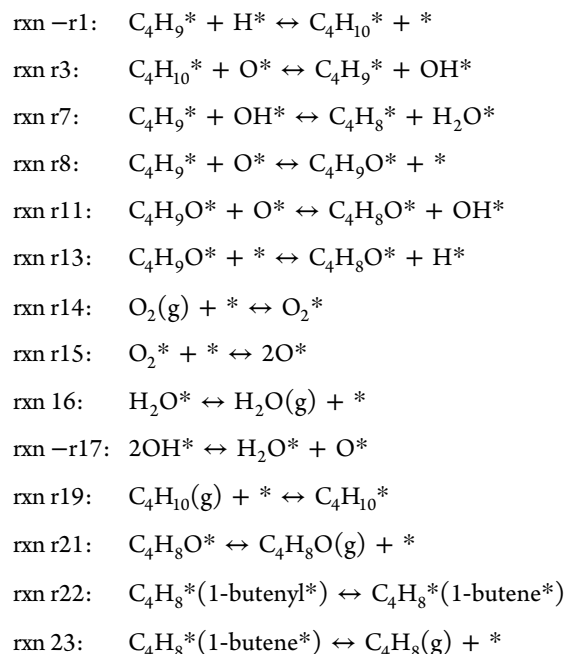 rxn −r1: C₄H₉* + H* ↔ C₄H₁₀* + *
rxn r3: C₄H₁₀* + O* ↔ C₄H₉* + OH*
rxn r7: C₄H₉* + OH* ↔ C₄H₈* + H₂O*
rxn r8: C₄H₉* + O* ↔ C₄H₉O* + *
rxn r11: C₄H₉O* + O* ↔ C₄H₈O* + OH*
rxn r13: C₄H₉O* + * ↔ C₄H₈O* + H*
rxn r14: O₂(g) + * ↔ O₂*
rxn r15: O₂* + * ↔ 2O*
rxn 16: H₂O* ↔ H₂O(g) + *
rxn −r17: 2OH* ↔ H₂O* + O*
rxn r19: C₄H₁₀(g) + * ↔ C₄H₁₀*
rxn r21: C₄H₈O* ↔ C₄H₈O(g) + *
rxn r22: C₄H₈*(1-butenyl*) ↔ C₄H₈*(1-butene*)
rxn 23: C₄H₈*(1-butene*) ↔ C₄H₈(g) + *